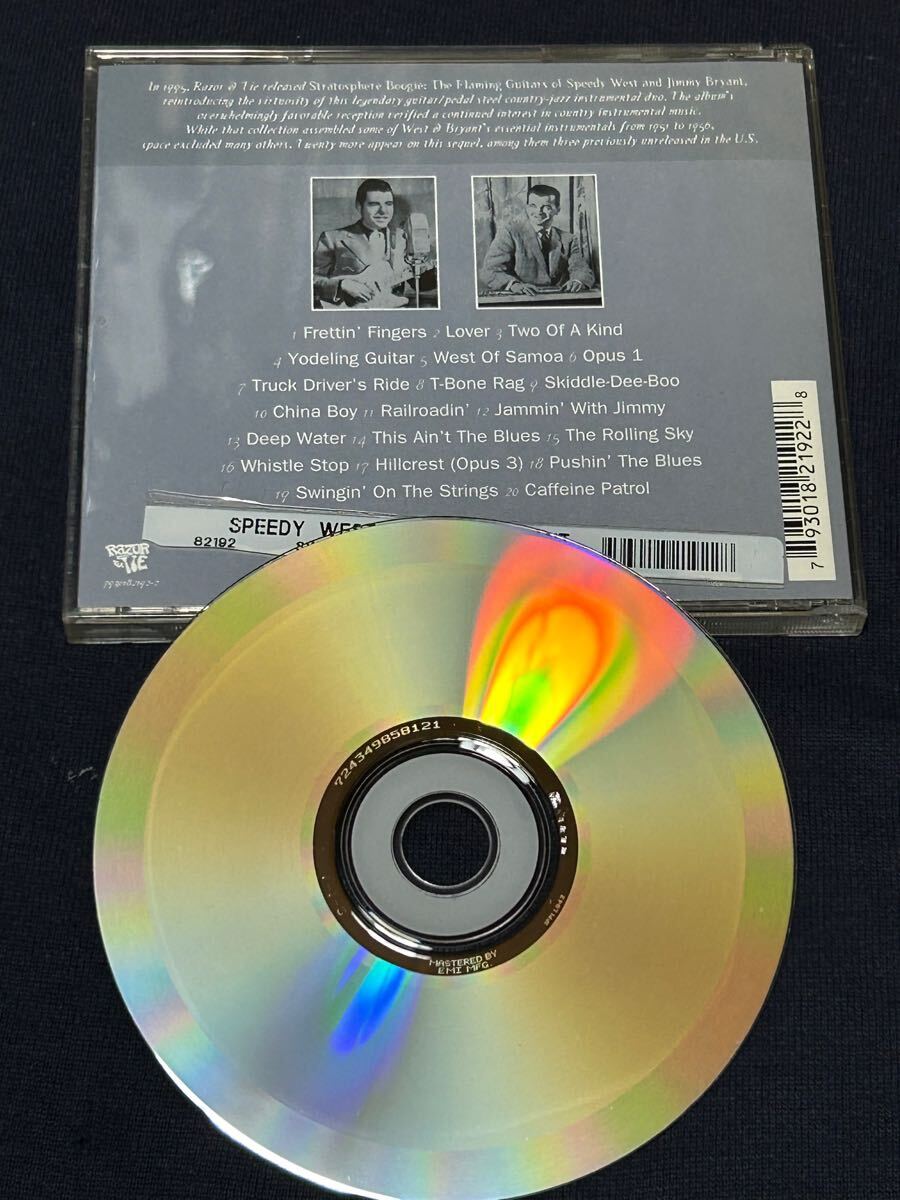 In 1995, Razor & Tie released Stratosphere Boogie: The Flaming Guitars of Speedy West and Jimmy Bryant,
reintroducing the virtuosity of this legendary guitar/pedal steel country-jazz instrumental duo. The album's
overwhelmingly favorable reception verified a continued interest in country instrumental music.
While that collection assembled some of West & Bryant's essential instrumentals from 1951 to 1956,
space excluded many others. Twenty more appear on this sequel, among them three previously unreleased in the U.S.
1 Frettin' Fingers 2 Lover 3 Two Of A Kind
4 Yodeling Guitar 5 West Of Samoa 6 Opus 1
7 Truck Driver's Ride 8 T-Bone Rag 9 Skiddle-Dee-Boo
10 China Boy 11 Railroadin' 12 Jammin' With Jimmy
13 Deep Water 14 This Ain't The Blues 15 The Rolling Sky
16 Whistle Stop 17 Hillcrest (Opus 3) 18 Pushin' The Blues
19 Swingin' On The Strings 20 Caffeine Patrol
7 93018 21922 8
SPEEDY WEST
82192
RAZOR & TIE
7930182192-2
724349858121
IFPI L043
MASTERED BY
EMI MFG.